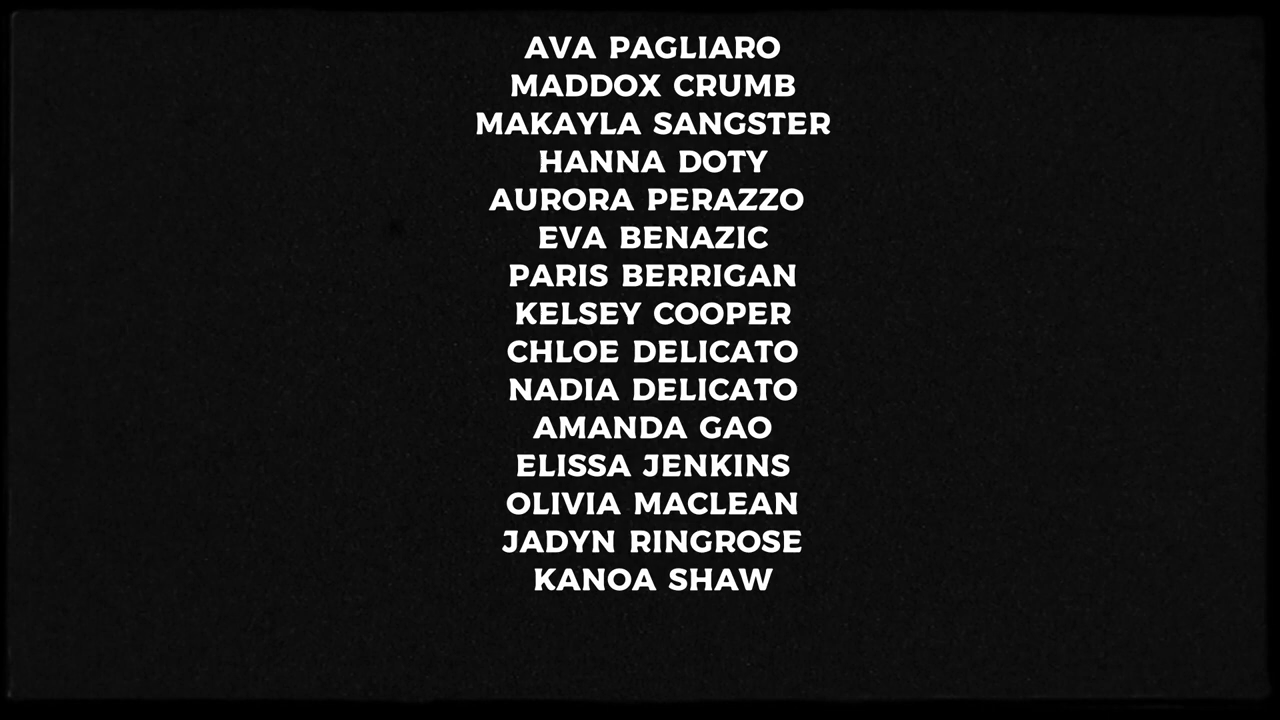 AVA PAGLIARO
MADDOX CRUMB
MAKAYLA SANGSTER
HANNA DOTY
AURORA PERAZZO
EVA BENAZIC
PARIS BERRIGAN
KELSEY COOPER
CHLOE DELICATO
NADIA DELICATO
AMANDA GAO
ELISSA JENKINS
OLIVIA MACLEAN
JADYN RINGROSE
KANOA SHAW